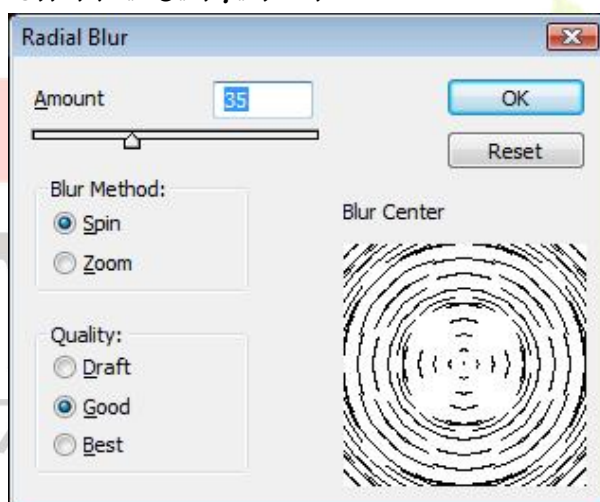 Radial Blur
Amount
35
OK
Reset
Blur Method:
Spin
Zoom
Blur Center
Quality:
Draft
Good
Best